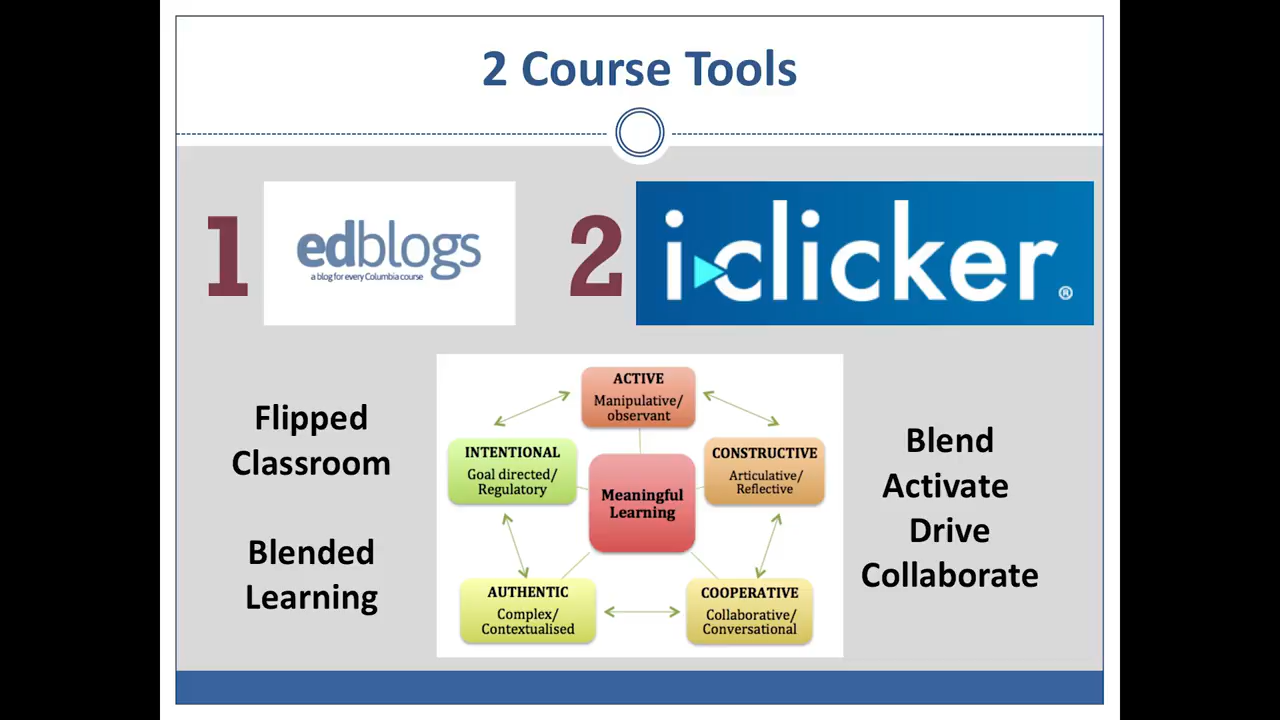 2 Course Tools
1
edblogs
a blog for every Columbia course
2
i>clicker®
Flipped
Classroom
Blended
Learning
ACTIVE
Manipulative/
observant
INTENTIONAL
Goal directed/
Regulatory
CONSTRUCTIVE
Articulative/
Reflective
Meaningful
Learning
AUTHENTIC
Complex/
Contextualised
COOPERATIVE
Collaborative/
Conversational
Blend
Activate
Drive
Collaborate